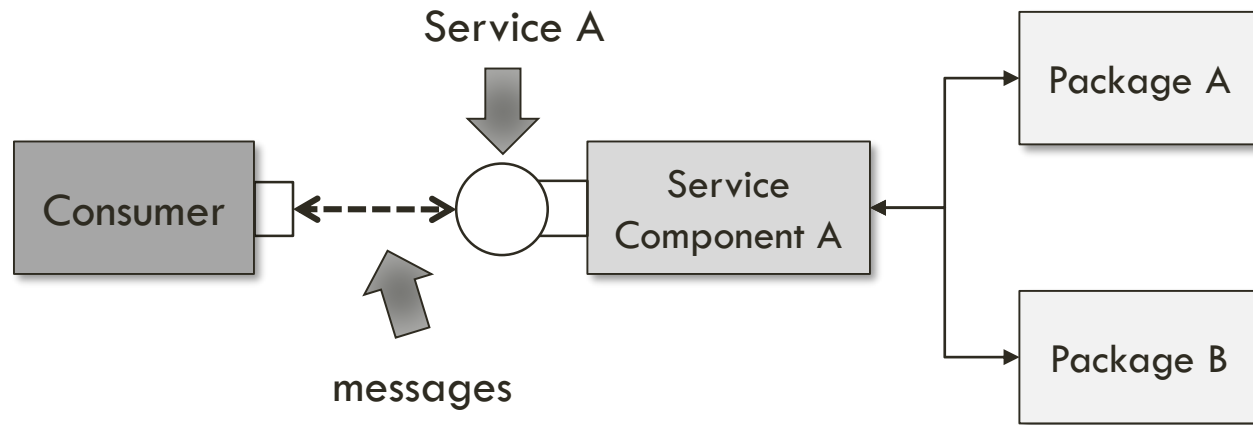 Service A
Consumer
Service
Component A
Package A
Package B
messages